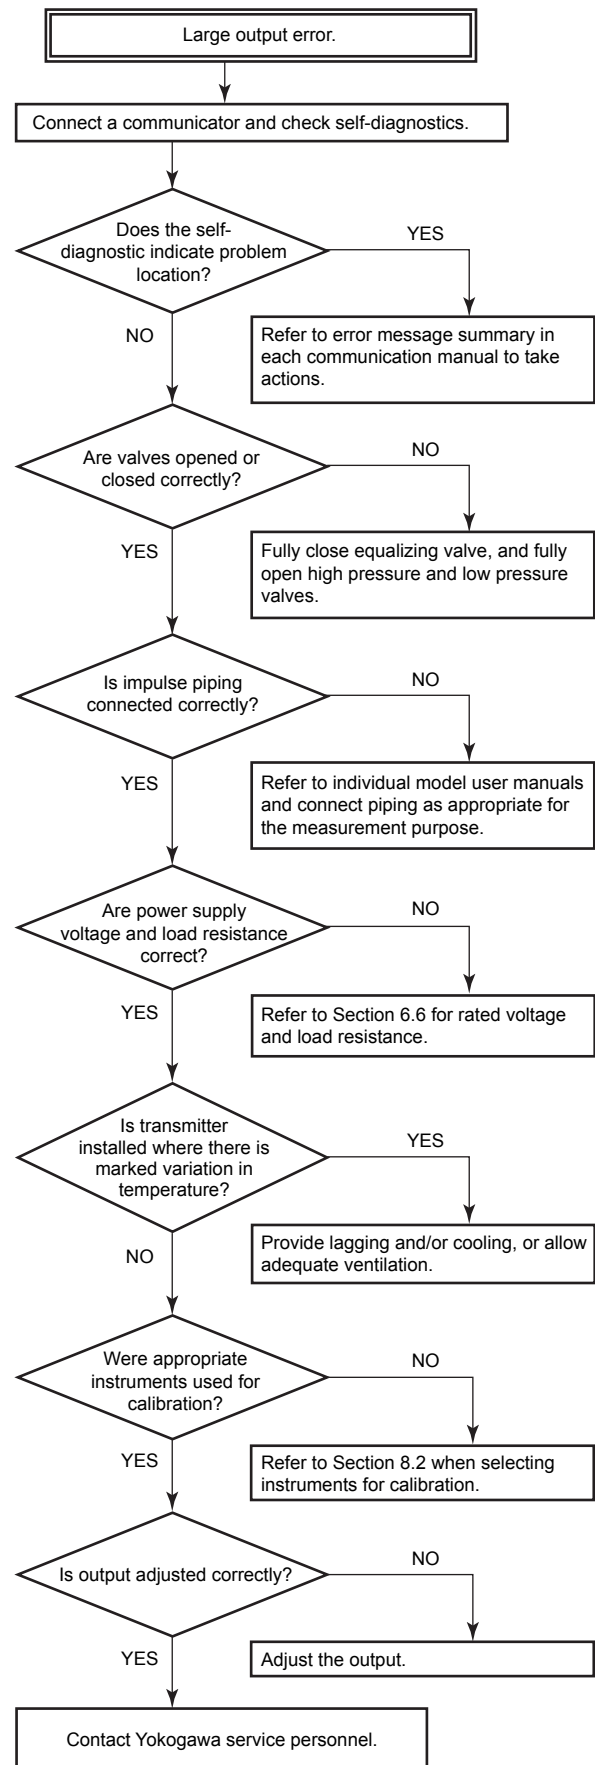 Large output error.
Connect a communicator and check self-diagnostics.
Does the self-
diagnostic indicate problem
location?
YES
NO
Refer to error message summary in
each communication manual to take
actions.
Are valves opened or
closed correctly?
NO
YES
Fully close equalizing valve, and fully
open high pressure and low pressure
valves.
Is impulse piping
connected correctly?
NO
YES
Refer to individual model user manuals
and connect piping as appropriate for
the measurement purpose.
Are power supply
voltage and load resistance
correct?
NO
YES
Refer to Section 6.6 for rated voltage
and load resistance.
Is transmitter
installed where there is
marked variation in
temperature?
YES
NO
Provide lagging and/or cooling, or allow
adequate ventilation.
Were appropriate
instruments used for
calibration?
NO
YES
Refer to Section 8.2 when selecting
instruments for calibration.
Is output adjusted correctly?
NO
YES
Adjust the output.
Contact Yokogawa service personnel.